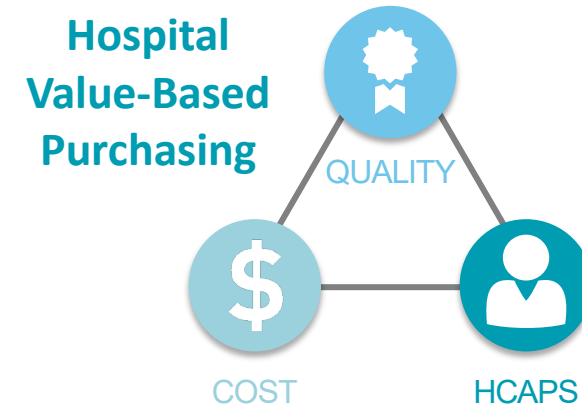 Hospital
Value-Based
Purchasing
QUALITY
$
COST
HCAPS